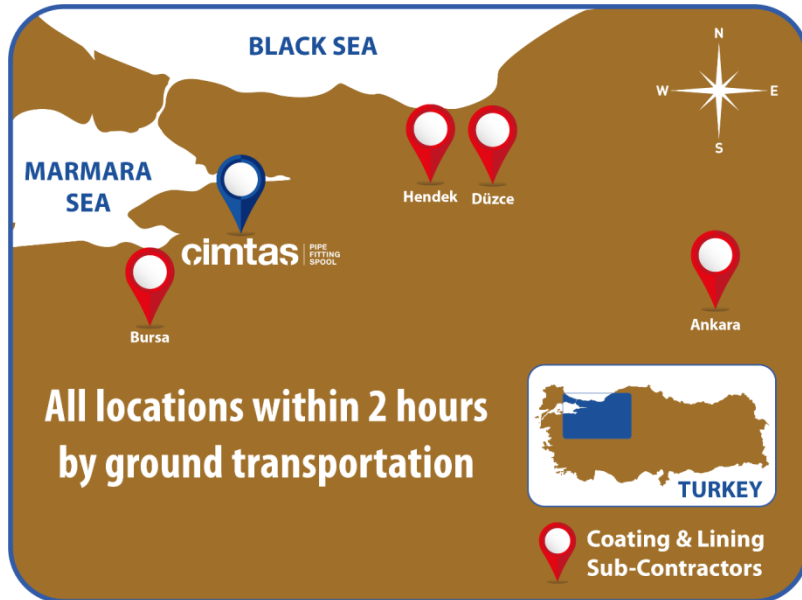 BLACK SEA
N
W
E
S
MARMARA
SEA
Hendek
Düzce
cimtas
PIPE
FITTING
SPOOL
Bursa
Ankara
All locations within 2 hours
by ground transportation
TURKEY
Coating & Lining
Sub-Contractors